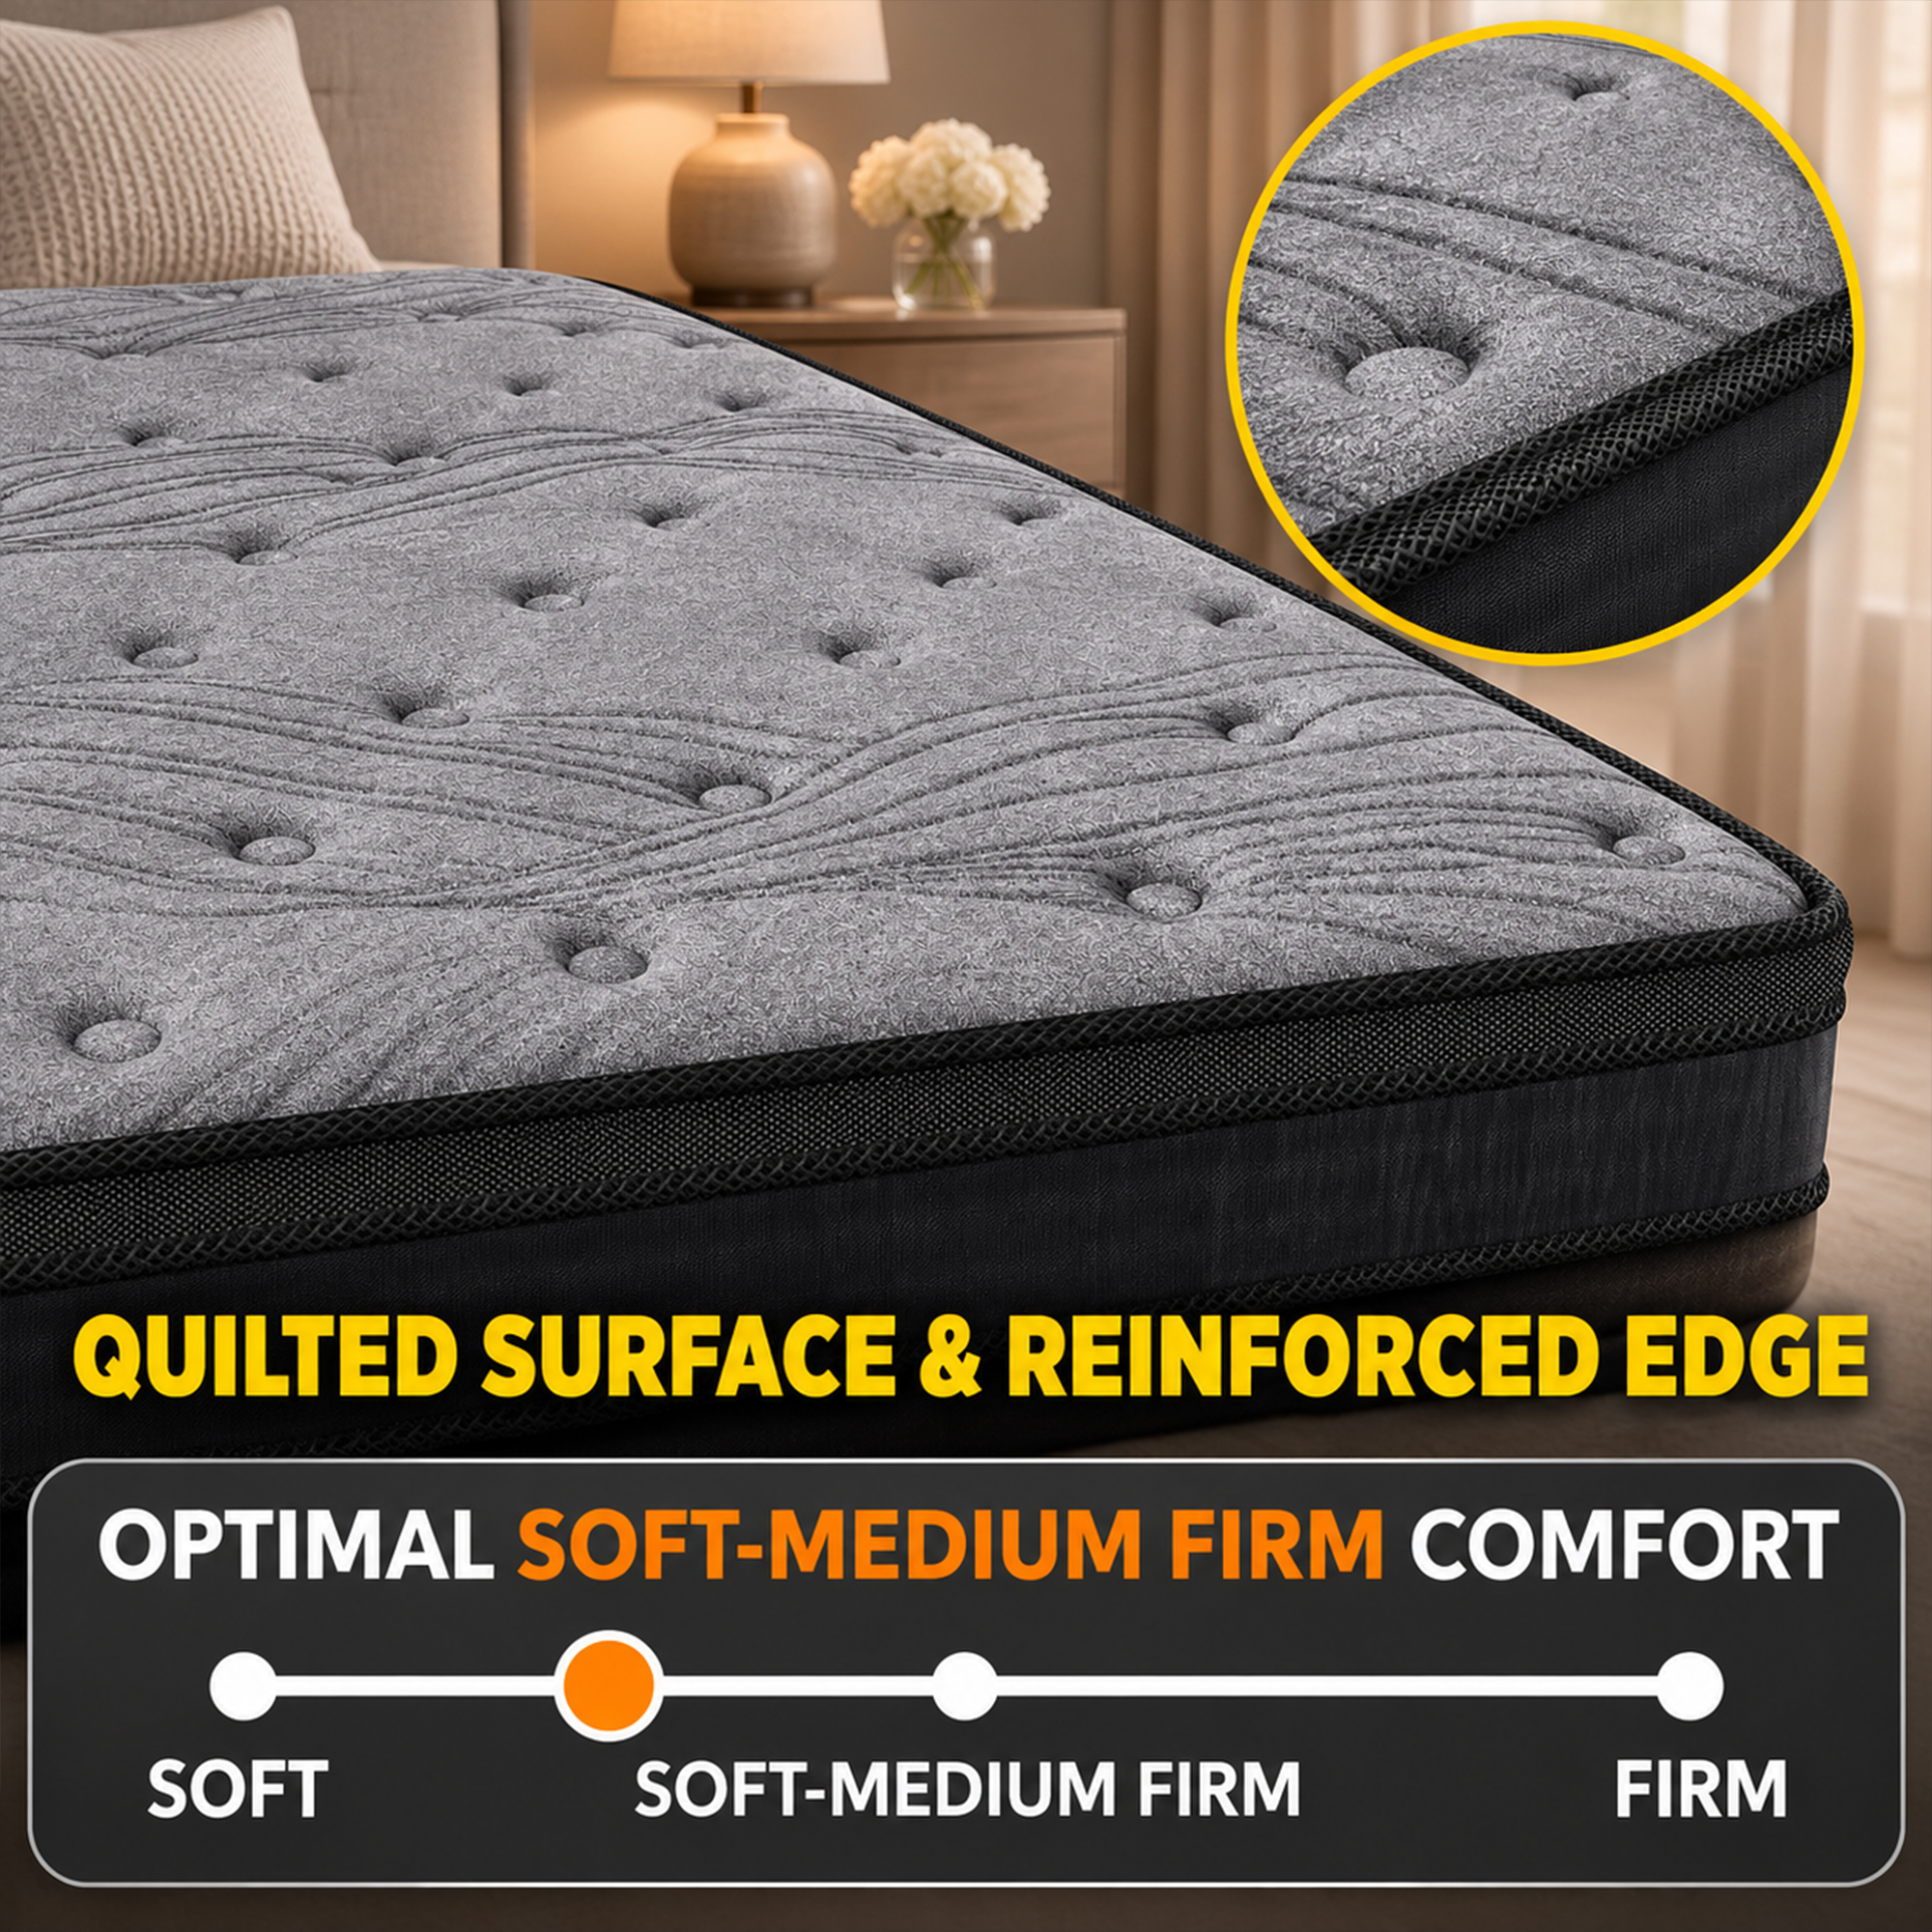 QUILTED SURFACE & REINFORCED EDGE
OPTIMAL SOFT-MEDIUM FIRM COMFORT
SOFT
SOFT-MEDIUM FIRM
FIRM